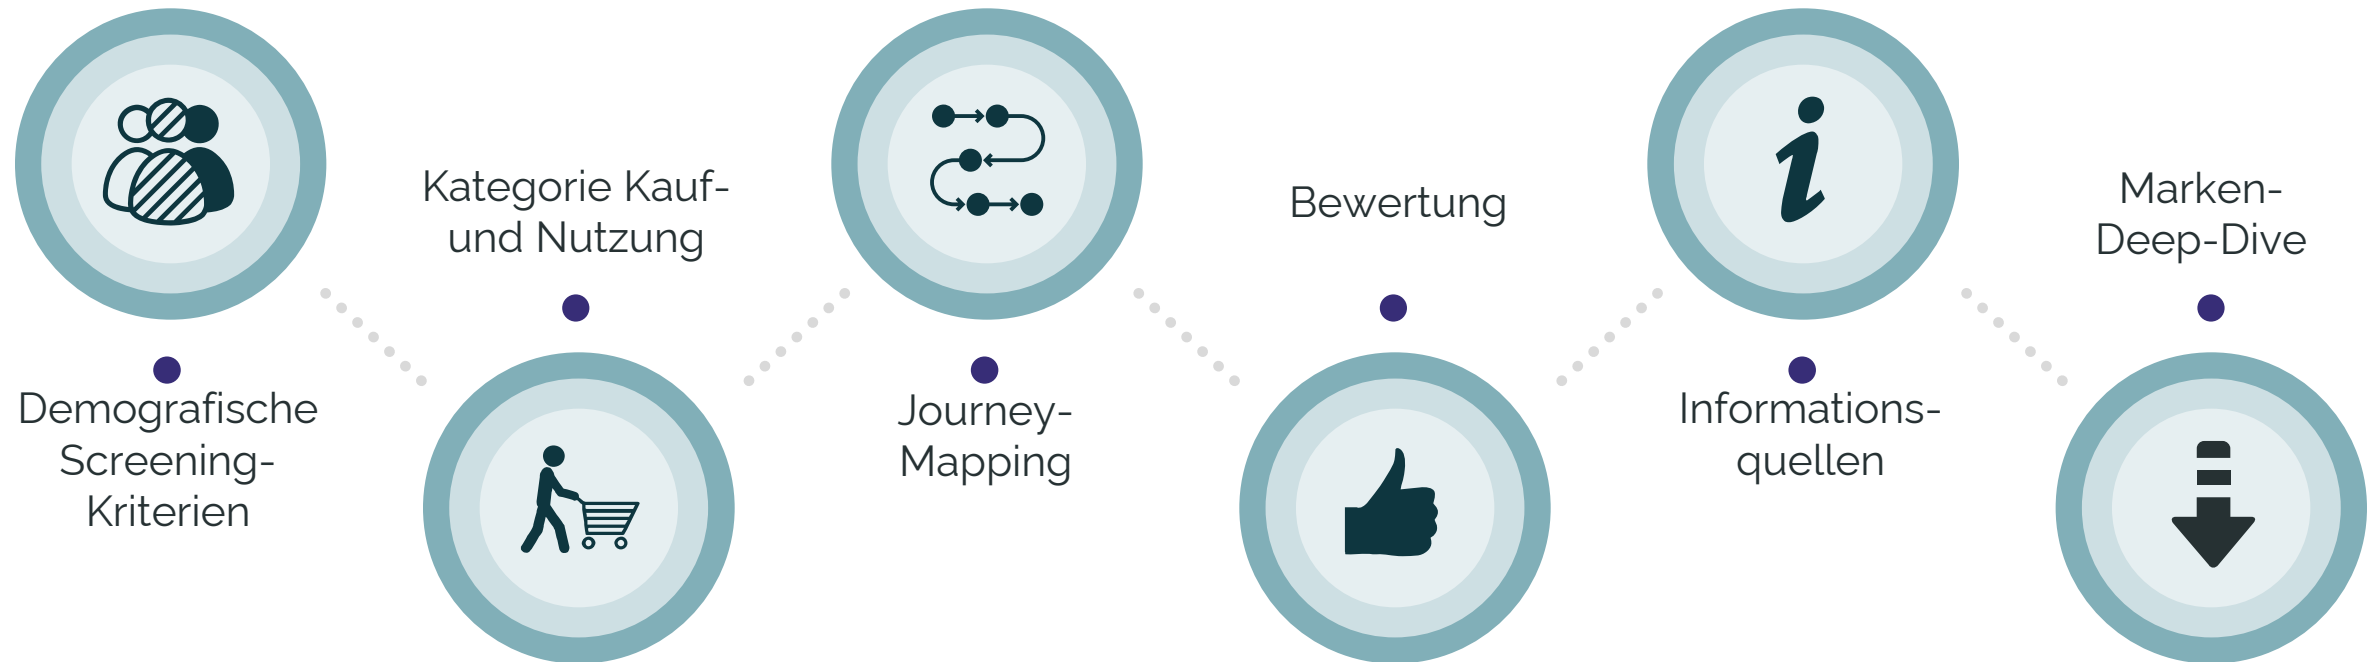 Demografische
Screening-
Kriterien
Kategorie Kauf-
und Nutzung
Journey-
Mapping
Bewertung
Informations-
quellen
Marken-
Deep-Dive